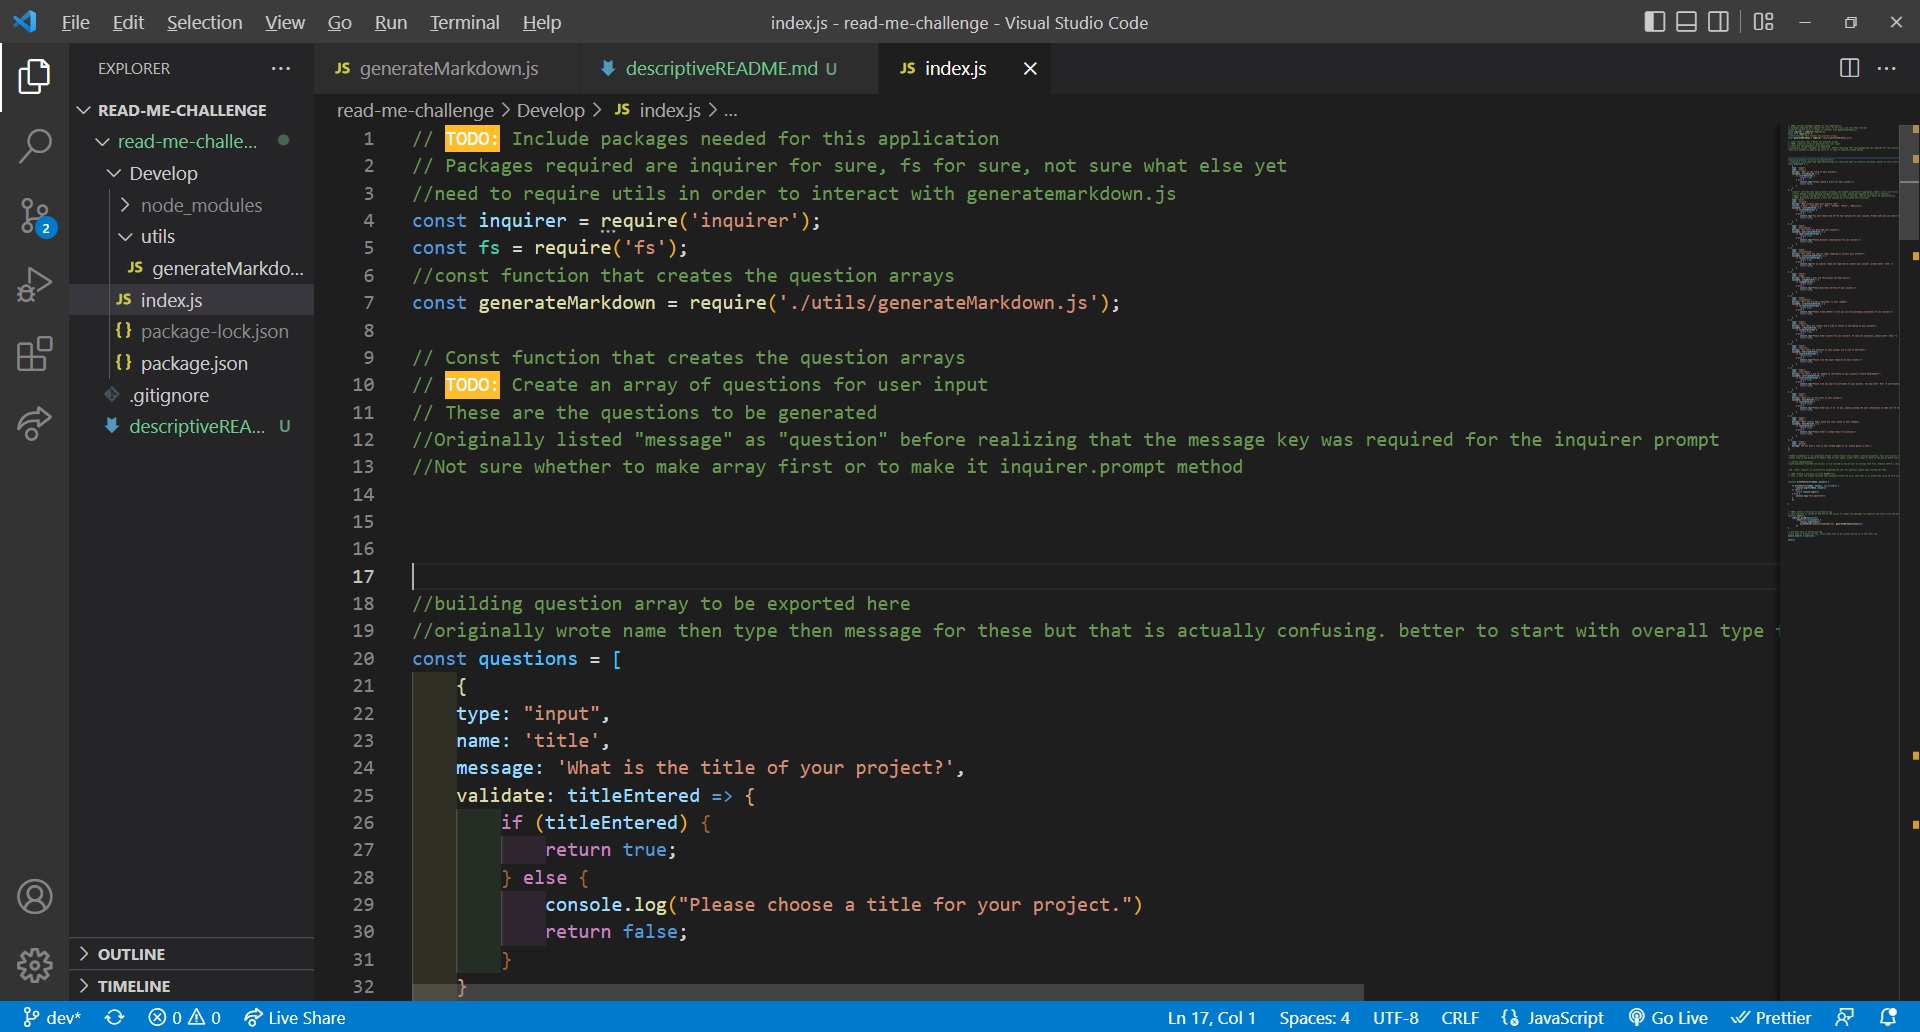 File Edit Selection View Go Run Terminal Help
index.js - read-me-challenge - Visual Studio Code
EXPLORER
JS generateMarkdown.js
descriptiveREADME.md U
JS index.js
READ-ME-CHALLENGE
read-me-challe...
Develop
node_modules
utils
JS generateMarkdo...
JS index.js
{} package-lock.json
{} package.json
.gitignore
descriptiveREA... U
OUTLINE
TIMELINE
2
read-me-challenge > Develop > JS index.js > ...
1 // TODO: Include packages needed for this application
2 // Packages required are inquirer for sure, fs for sure, not sure what else yet
3 //need to require utils in order to interact with generatemarkdown.js
4 const inquirer = require('inquirer');
5 const fs = require('fs');
6 //const function that creates the question arrays
7 const generateMarkdown = require('./utils/generateMarkdown.js');
8
9 // Const function that creates the question arrays
10 // TODO: Create an array of questions for user input
11 // These are the questions to be generated
12 //Originally listed "message" as "question" before realizing that the message key was required for the inquirer prompt
13 //Not sure whether to make array first or to make it inquirer.prompt method
14
15
16
17
18 //building question array to be exported here
19 //originally wrote name then type then message for these but that is actually confusing. better to start with overall type
20 const questions = [
21 {
22 type: "input",
23 name: 'title',
24 message: 'What is the title of your project?',
25 validate: titleEntered => {
26 if (titleEntered) {
27 return true;
28 } else {
29 console.log("Please choose a title for your project.")
30 return false;
31 }
32 }
dev* 0 0 Live Share
Ln 17, Col 1 Spaces: 4 UTF-8 CRLF {} JavaScript Go Live Prettier